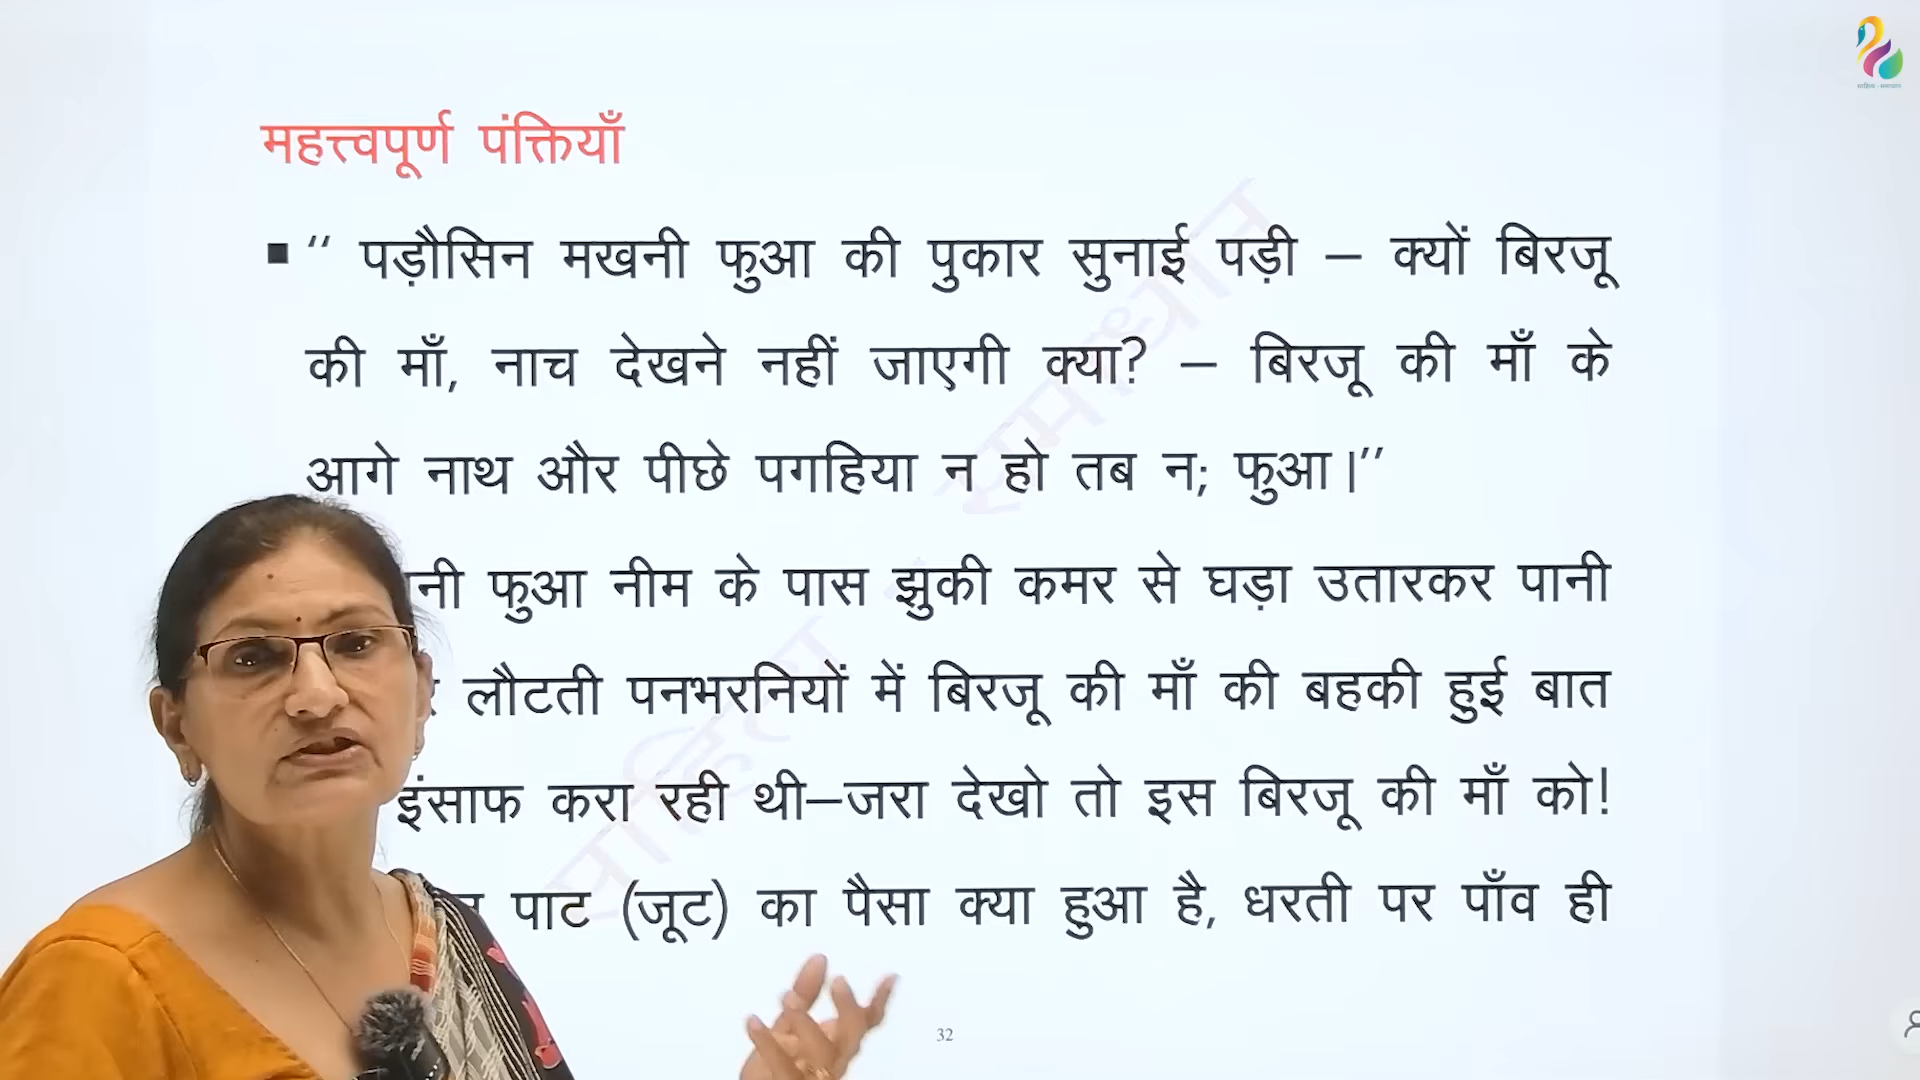 महत्त्वपूर्ण पंक्तियाँ
▪ “ पड़ौसिन मखनी फुआ की पुकार सुनाई पड़ी – क्यों बिरजू
की माँ, नाच देखने नहीं जाएगी क्या? – बिरजू की माँ के
आगे नाथ और पीछे पगहिया न हो तब न; फुआ।”
फुआ नीम के पास झुकी कमर से घड़ा उतारकर पानी
लौटती पनभरनियों में बिरजू की माँ की बहकी हुई बात
इंसाफ करा रही थी–जरा देखो तो इस बिरजू की माँ को!
पाट (जूट) का पैसा क्या हुआ है, धरती पर पाँव ही
32
साहित्य समाधान